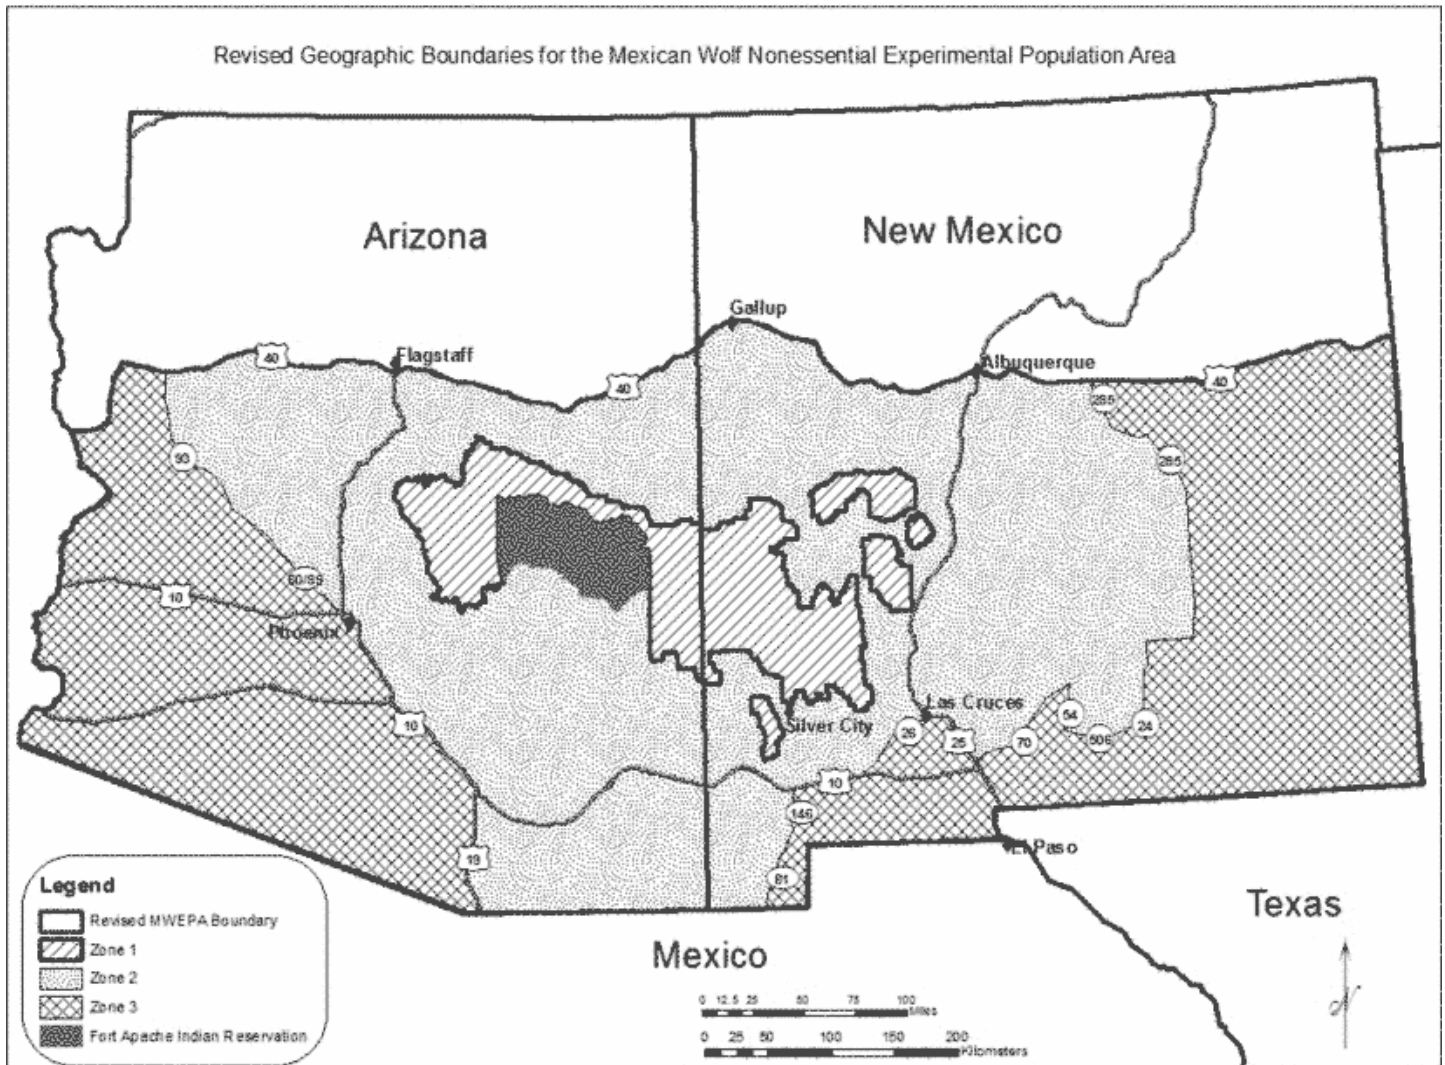 Revised Geographic Boundaries for the Mexican Wolf Nonessential Experimental Population Area
Arizona
New Mexico
Gallup
40
Flagstaff
40
Albuquerque
40
285
93
285
60/89
10
Phoenix
10
Las Cruces
Silver City
26
25
70
54
506
24
10
146
19
81
El Paso
Legend
Revised MWEPA Boundary
Zone 1
Zone 2
Zone 3
Fort Apache Indian Reservation
Mexico
Texas
0 12.5 25 50 75 100
Miles
0 25 50 100 150 200
Kilometers
N